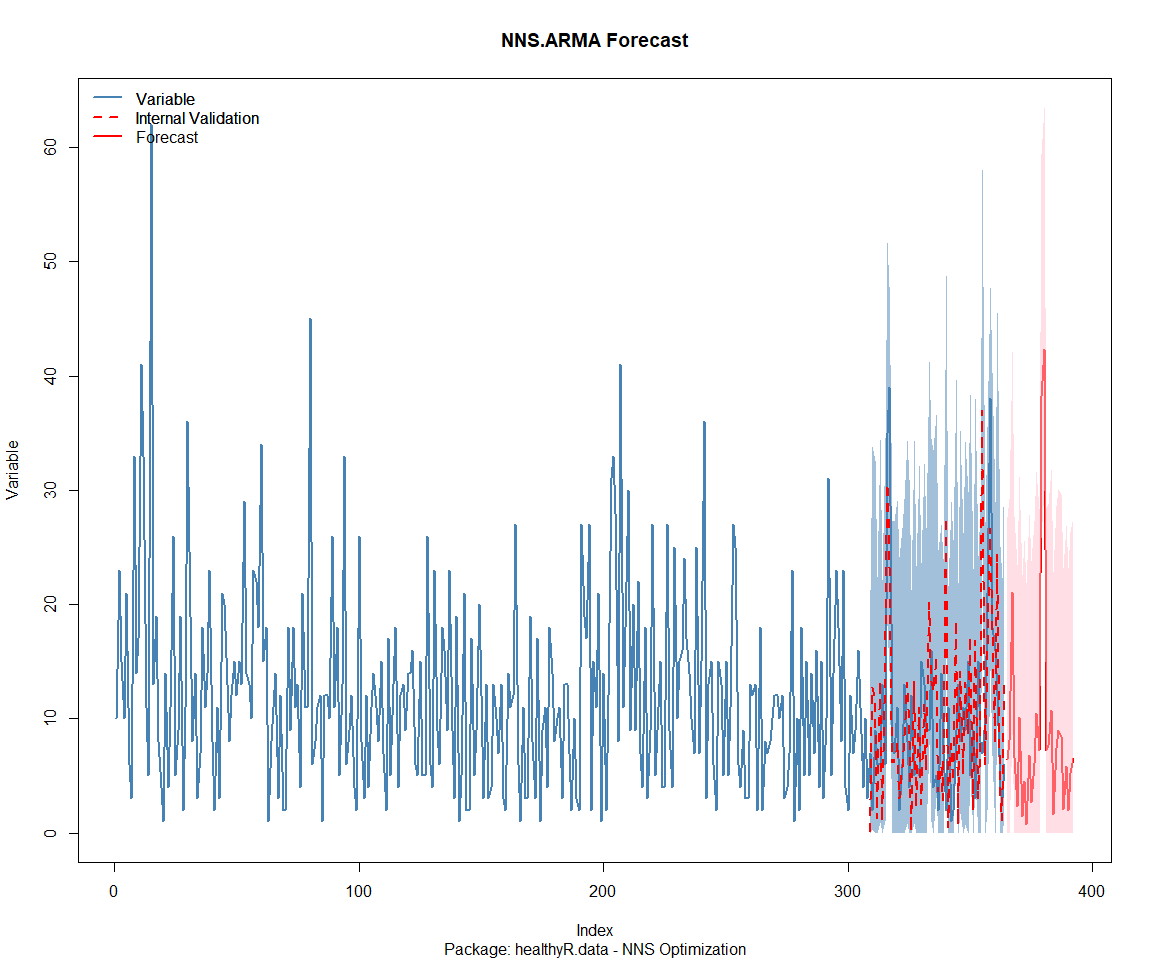 NNS.ARMA Forecast
Variable
Internal Validation
Forecast
Variable
60
50
40
30
20
10
0
0
100
200
300
400
Index
Package: healthyR.data - NNS Optimization